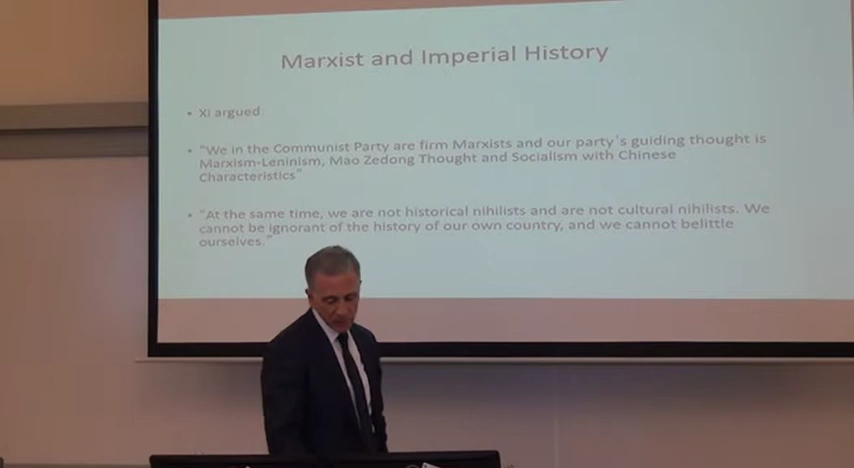 Marxist and Imperial History
• Xi argued
• "We in the Communist Party are firm Marxists and our party's guiding thought is
Marxism-Leninism, Mao Zedong Thought and Socialism with Chinese
Characteristics"
• "At the same time, we are not historical nihilists and are not cultural nihilists. We
cannot be ignorant of the history of our own country, and we cannot belittle
ourselves."